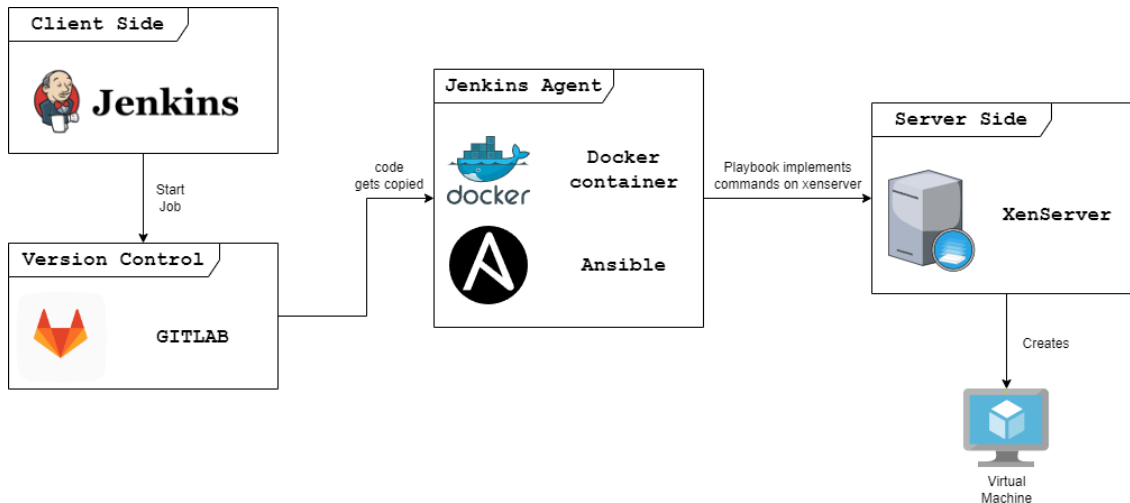 Client Side
Jenkins
Start
Job
Version Control
GITLAB
code
gets copied
Jenkins Agent
docker
Docker
container
Ansible
Playbook implements
commands on xenserver
Server Side
XenServer
Creates
Virtual
Machine